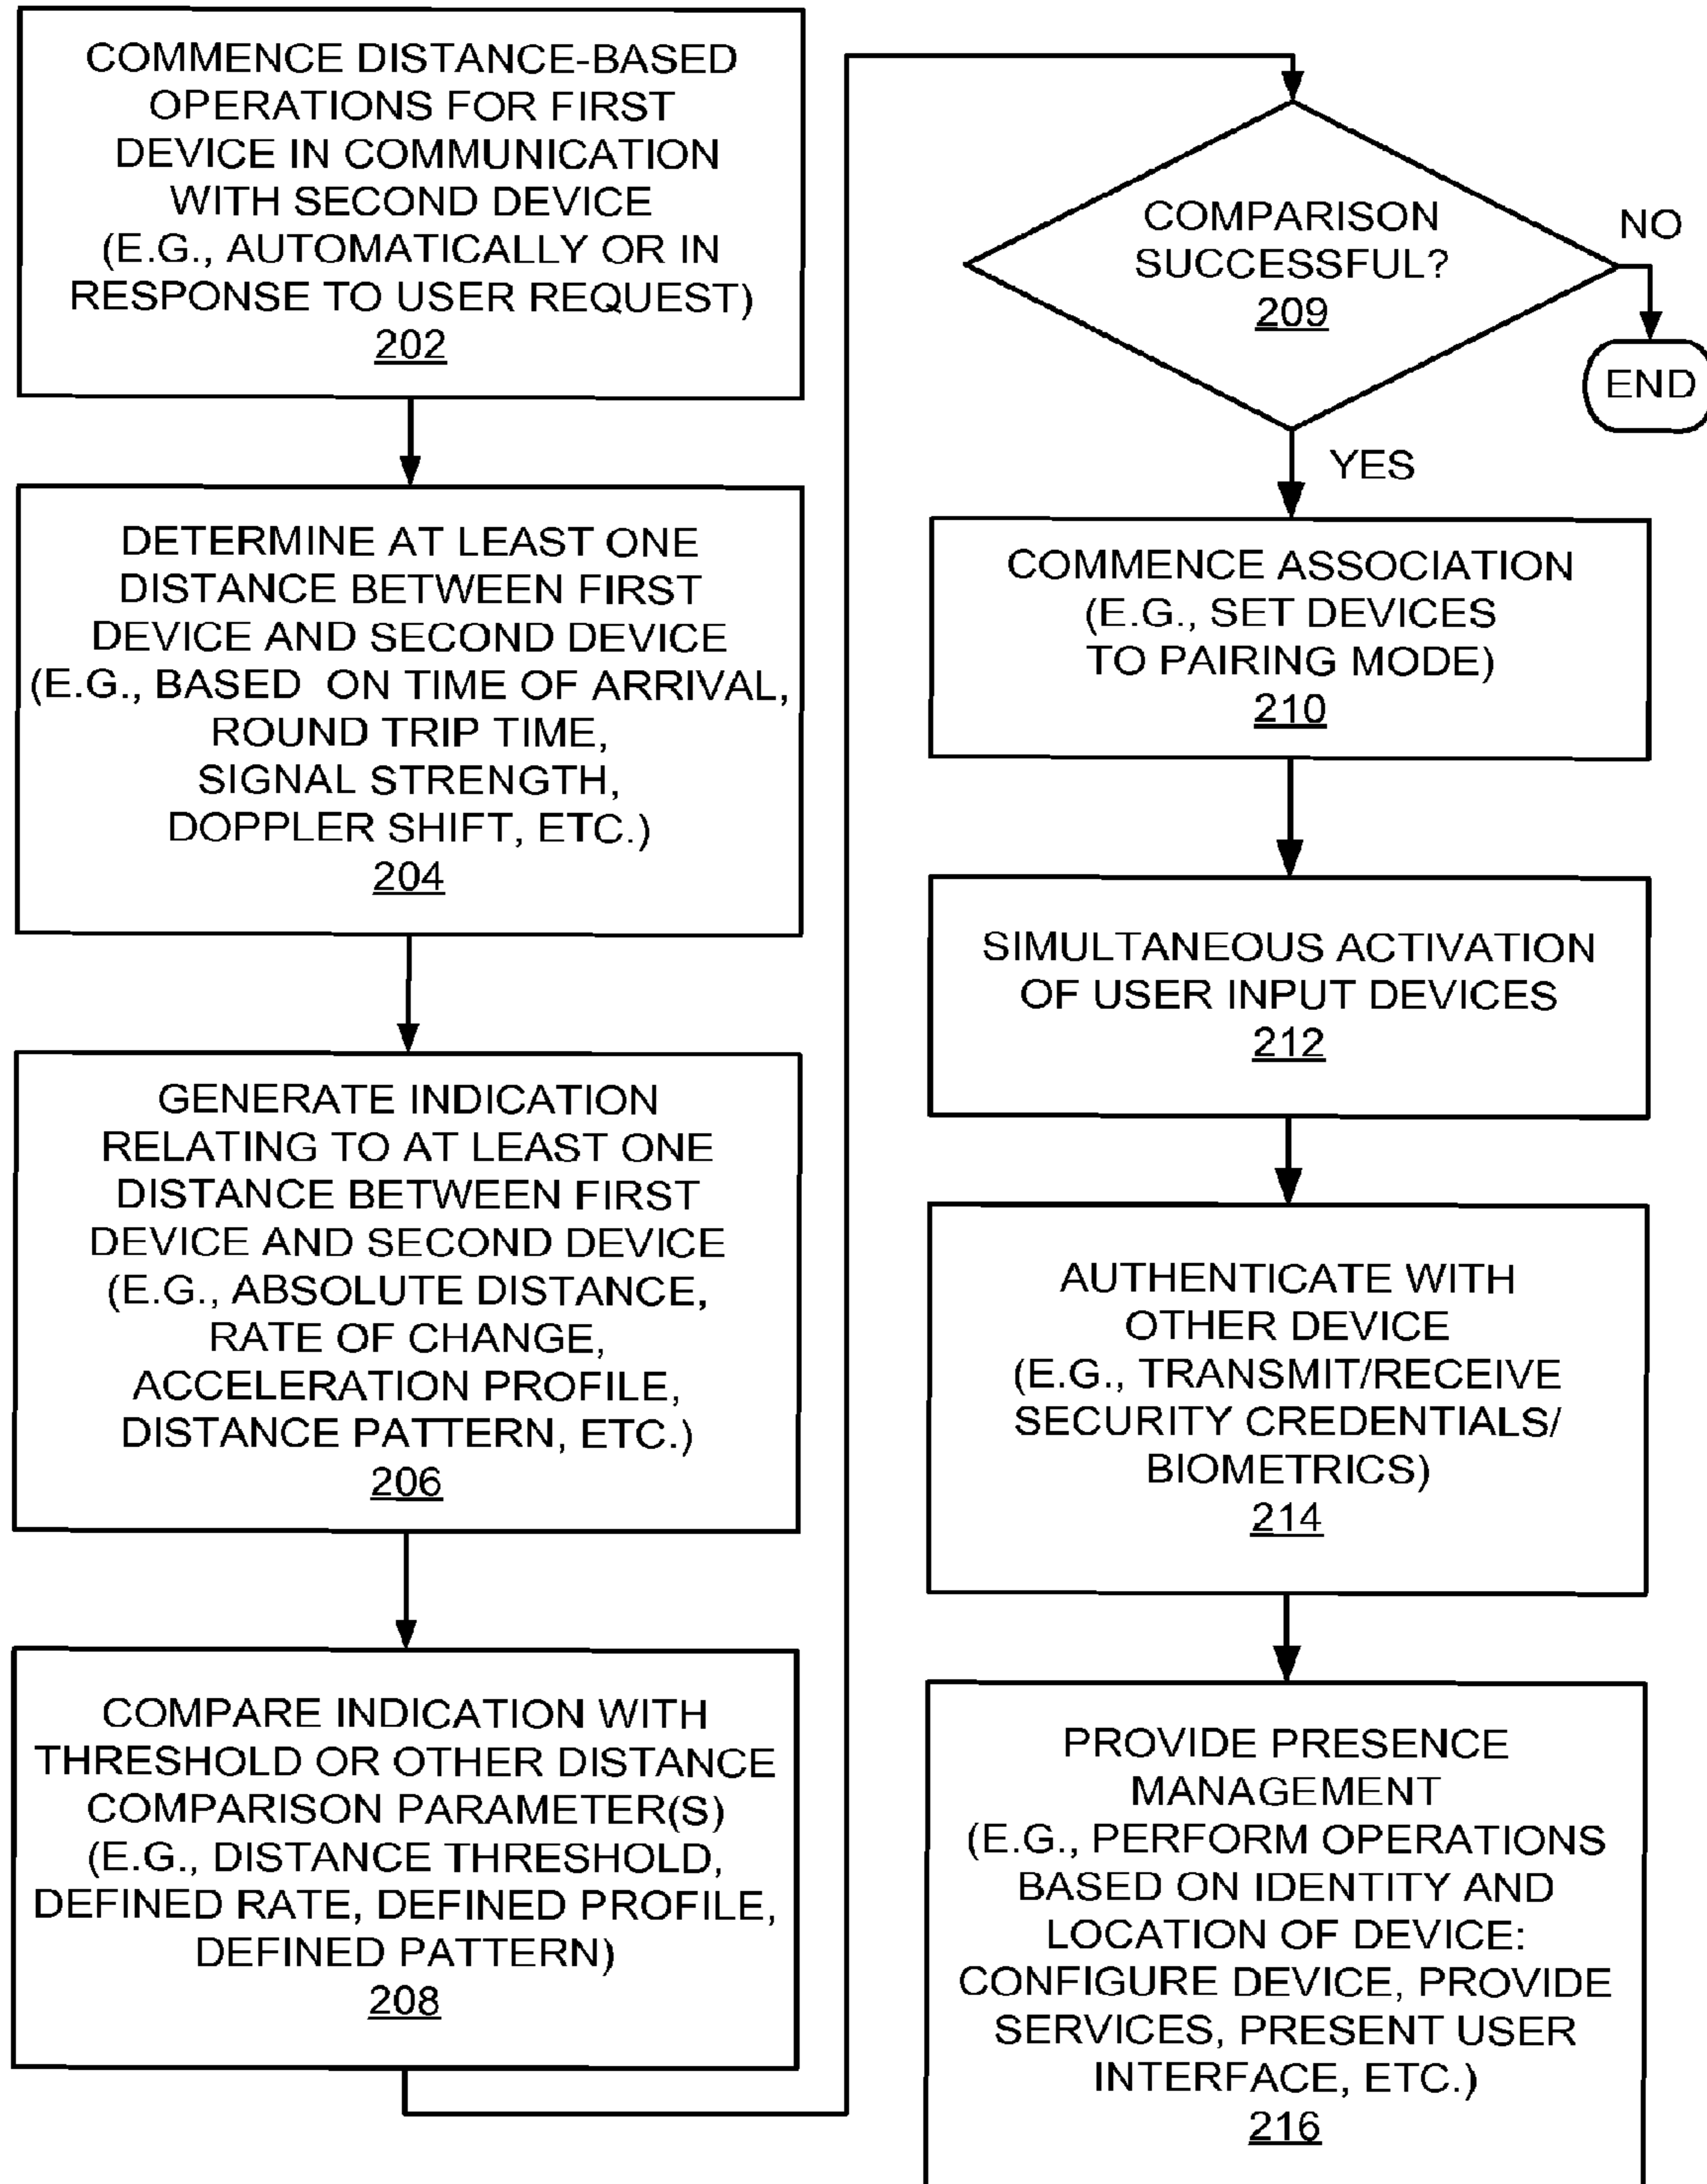 COMMENCE DISTANCE-BASED
OPERATIONS FOR FIRST
DEVICE IN COMMUNICATION
WITH SECOND DEVICE
(E.G., AUTOMATICALLY OR IN
RESPONSE TO USER REQUEST)
202
DETERMINE AT LEAST ONE
DISTANCE BETWEEN FIRST
DEVICE AND SECOND DEVICE
(E.G., BASED ON TIME OF ARRIVAL,
ROUND TRIP TIME,
SIGNAL STRENGTH,
DOPPLER SHIFT, ETC.)
204
GENERATE INDICATION
RELATING TO AT LEAST ONE
DISTANCE BETWEEN FIRST
DEVICE AND SECOND DEVICE
(E.G., ABSOLUTE DISTANCE,
RATE OF CHANGE,
ACCELERATION PROFILE,
DISTANCE PATTERN, ETC.)
206
COMPARE INDICATION WITH
THRESHOLD OR OTHER DISTANCE
COMPARISON PARAMETER(S)
(E.G., DISTANCE THRESHOLD,
DEFINED RATE, DEFINED PROFILE,
DEFINED PATTERN)
208
COMPARISON
SUCCESSFUL?
209
NO
END
YES
COMMENCE ASSOCIATION
(E.G., SET DEVICES
TO PAIRING MODE)
210
SIMULTANEOUS ACTIVATION
OF USER INPUT DEVICES
212
AUTHENTICATE WITH
OTHER DEVICE
(E.G., TRANSMIT/RECEIVE
SECURITY CREDENTIALS/
BIOMETRICS)
214
PROVIDE PRESENCE
MANAGEMENT
(E.G., PERFORM OPERATIONS
BASED ON IDENTITY AND
LOCATION OF DEVICE:
CONFIGURE DEVICE, PROVIDE
SERVICES, PRESENT USER
INTERFACE, ETC.)
216